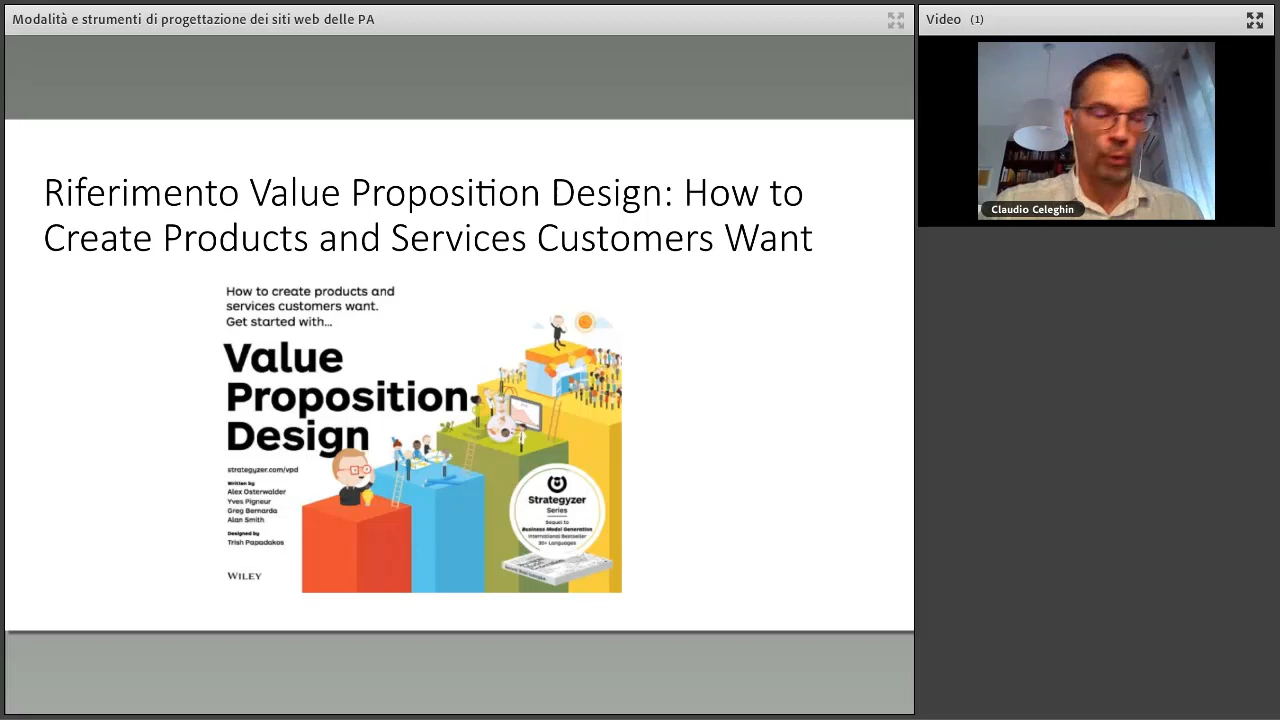 Modalità e strumenti di progettazione dei siti web delle PA
Video (1)
Claudio Celeghin
Riferimento Value Proposition Design: How to
Create Products and Services Customers Want
How to create products and
services customers want.
Get started with...
Value
Proposition
Design
strategyzer.com/vpd
Written by
Alex Osterwalder
Yves Pigneur
Greg Bernarda
Alan Smith
Designed by
Trish Papadakos
WILEY
Strategyzer
Series
Sequel to
Business Model Generation
International Bestseller
30+ Languages